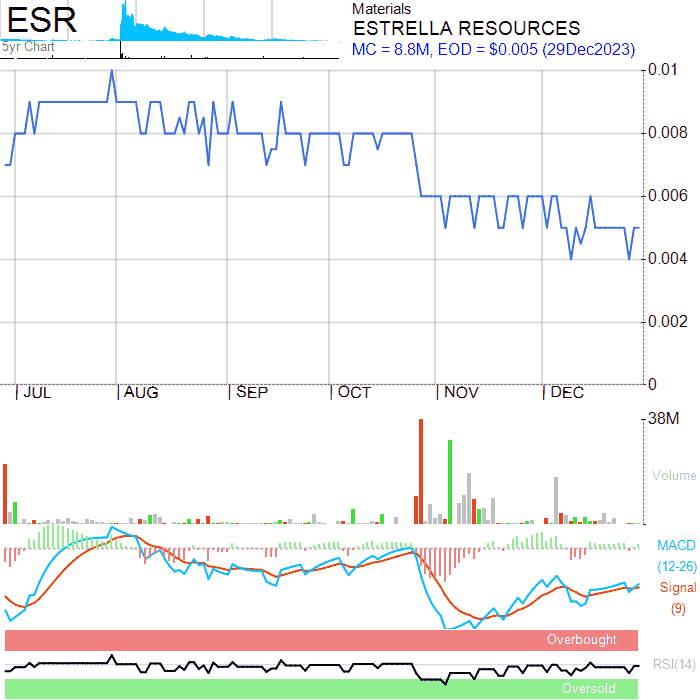 ESR
5yr Chart
Materials
ESTRELLA RESOURCES
MC = 8.8M, EOD = $0.005 (29Dec2023)
0.01
0.008
0.006
0.004
0.002
0
JUL AUG SEP OCT NOV DEC
38M
Volume
MACD
(12-26)
Signal
(9)
Overbought
RSI(14)
Oversold